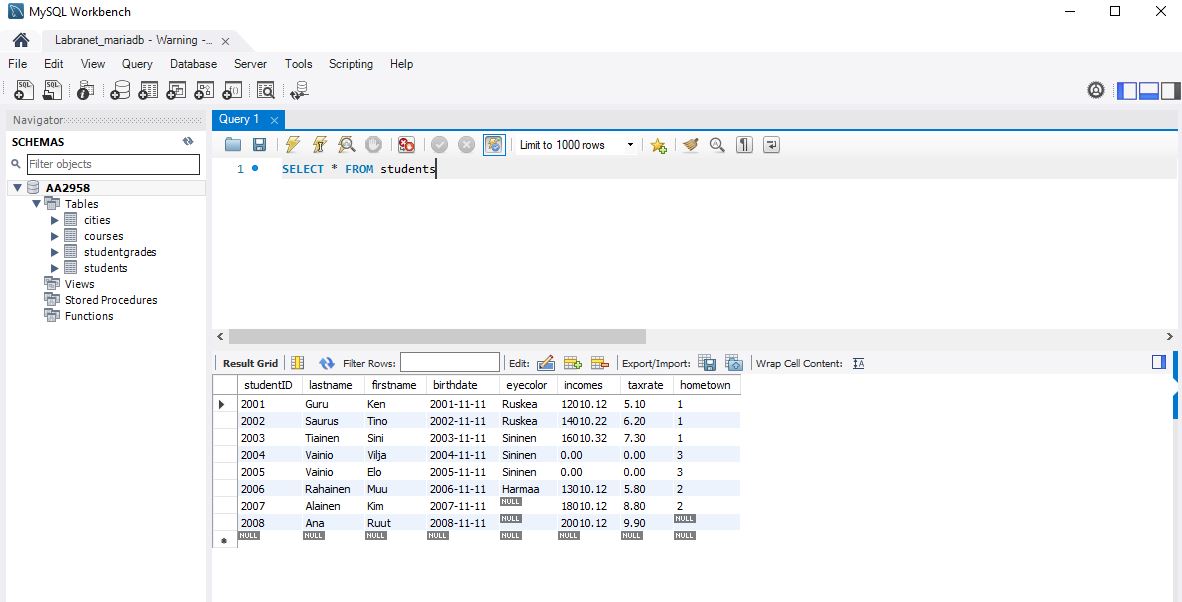 MySQL Workbench
Labranet_mariadb - Warning -...
File Edit View Query Database Server Tools Scripting Help
Navigator
Query 1
SCHEMAS
Filter objects
Limit to 1000 rows
1 SELECT * FROM students
AA2958
Tables
cities
courses
studentgrades
students
Views
Stored Procedures
Functions
Result Grid Filter Rows: Edit: Export/Import: Wrap Cell Content:
studentID lastname firstname birthdate eyecolor incomes taxrate hometown
2001 Guru Ken 2001-11-11 Ruskea 12010.12 5.10 1
2002 Saurus Tino 2002-11-11 Ruskea 14010.22 6.20 1
2003 Tiainen Sini 2003-11-11 Sininen 16010.32 7.30 1
2004 Vainio Vilja 2004-11-11 Sininen 0.00 0.00 3
2005 Vainio Elo 2005-11-11 Sininen 0.00 0.00 3
2006 Rahainen Muu 2006-11-11 Harmaa 13010.12 5.80 2
2007 Alainen Kim 2007-11-11 NULL 18010.12 8.80 2
2008 Ana Ruut 2008-11-11 NULL 20010.12 9.90 NULL
NULL NULL NULL NULL NULL NULL NULL NULL